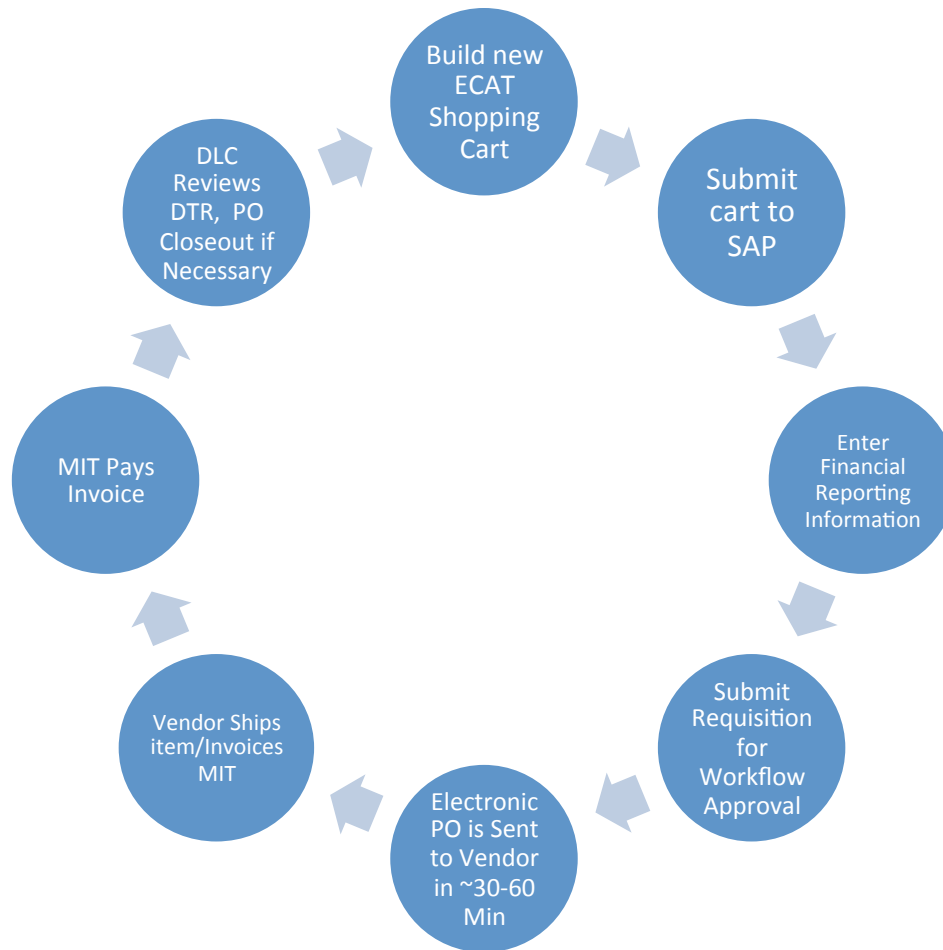 Build new
ECAT
Shopping
Cart
Submit
cart to
SAP
Enter
Financial
Reporting
Information
Submit
Requisition
for
Workflow
Approval
Electronic
PO is Sent
to Vendor
in ~30-60
Min
Vendor Ships
item/Invoices
MIT
MIT Pays
Invoice
DLC
Reviews
DTR, PO
Closeout if
Necessary